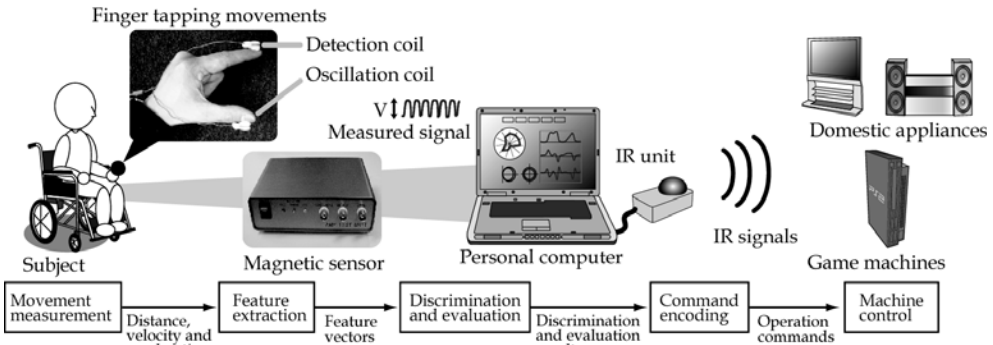 Finger tapping movements
Detection coil
Oscillation coil
V
Measured signal
IR unit
Domestic appliances
PS2
Subject
Magnetic sensor
Personal computer
IR signals
Game machines
Movement
measurement
Distance,
velocity and
Feature
extraction
Feature
vectors
Discrimination
and evaluation
Discrimination
and evaluation
Command
encoding
Operation
commands
Machine
control